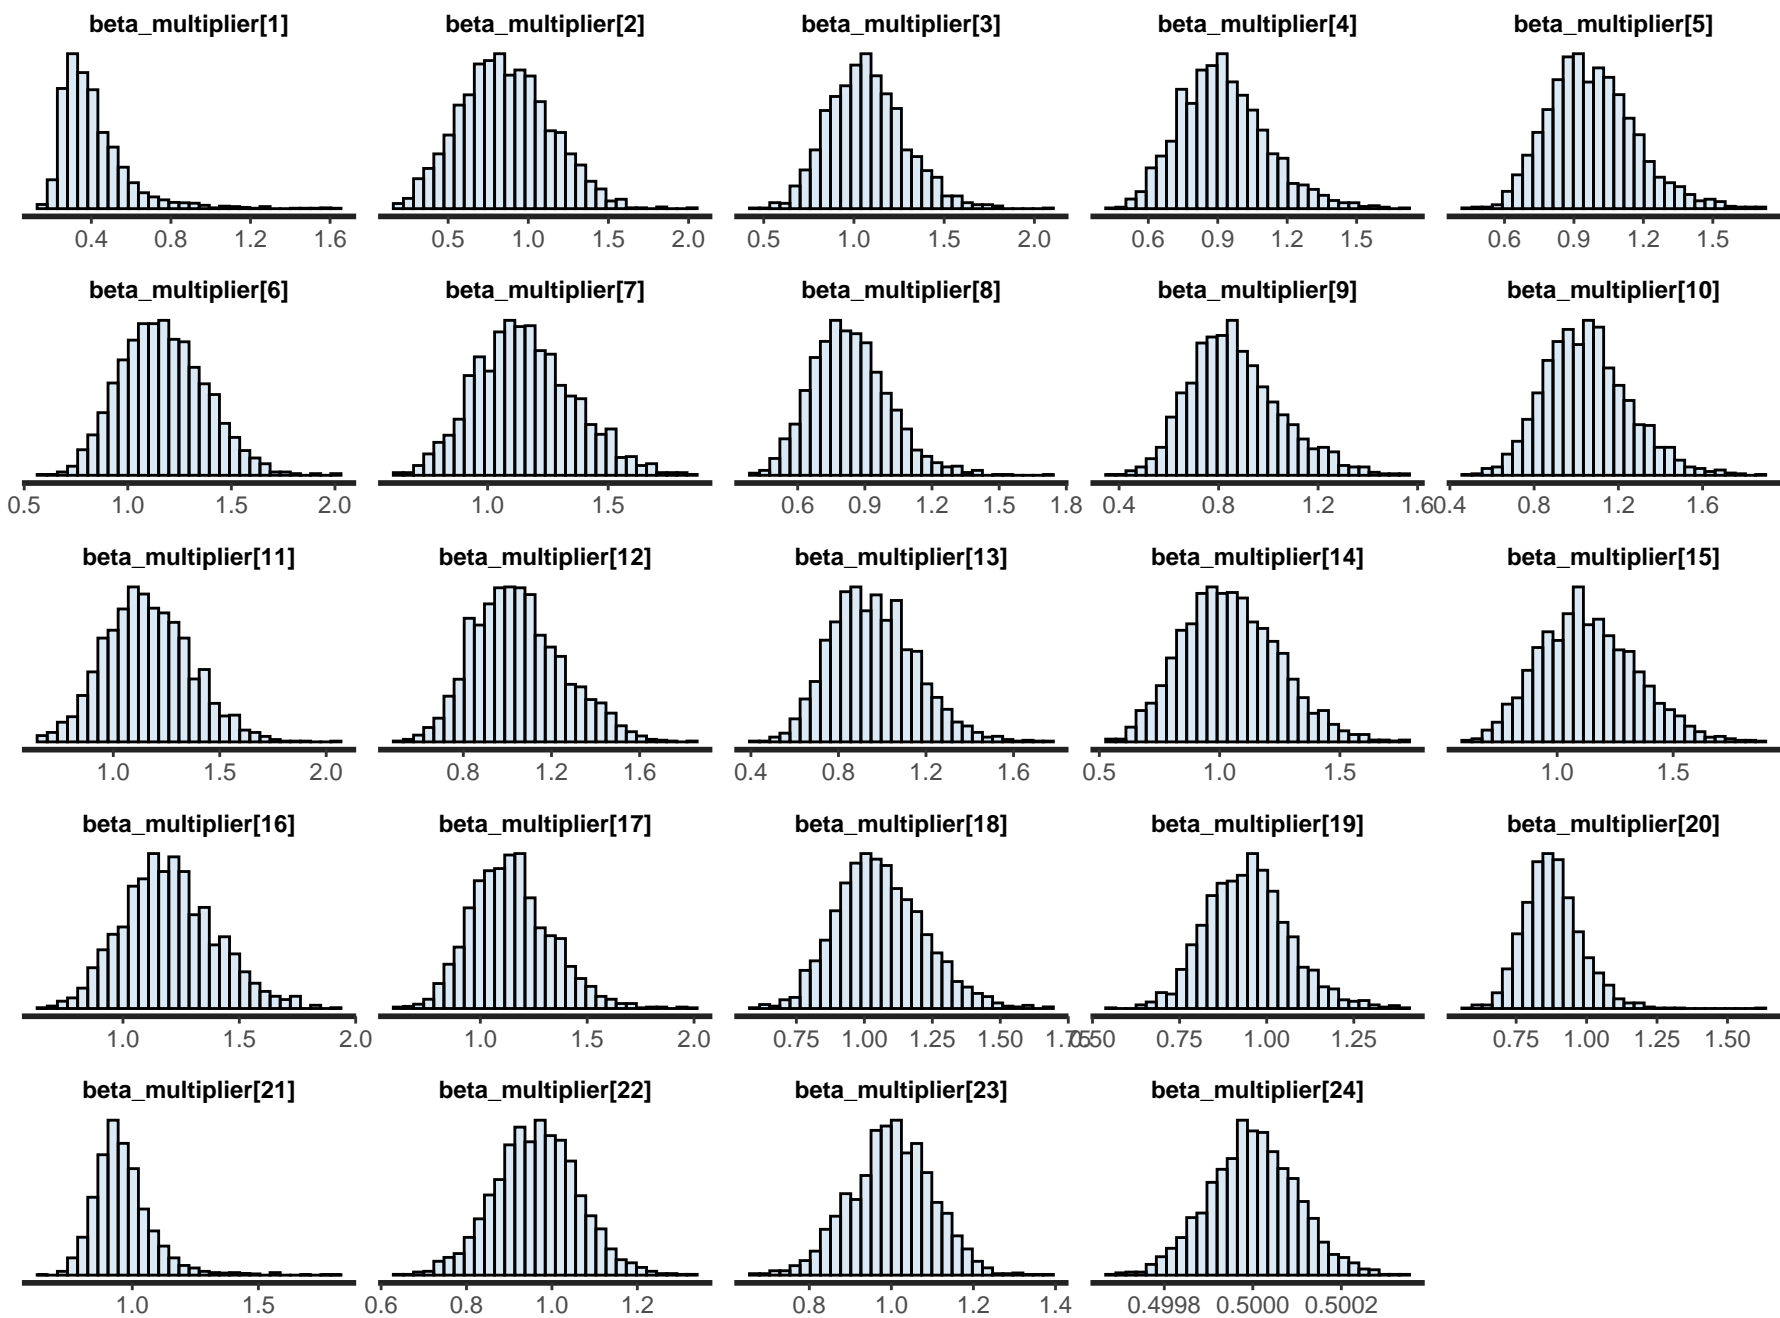 beta_multiplier[1] beta_multiplier[2] beta_multiplier[3] beta_multiplier[4] beta_multiplier[5]
0.4 0.8 1.2 1.6 0.5 1.0 1.5 2.0 0.5 1.0 1.5 2.0 0.6 0.9 1.2 1.5 0.6 0.9 1.2 1.5
beta_multiplier[6] beta_multiplier[7] beta_multiplier[8] beta_multiplier[9] beta_multiplier[10]
0.5 1.0 1.5 2.0 1.0 1.5 0.6 0.9 1.2 1.5 1.8 0.4 0.8 1.2 1.6 0.4 0.8 1.2 1.6
beta_multiplier[11] beta_multiplier[12] beta_multiplier[13] beta_multiplier[14] beta_multiplier[15]
1.0 1.5 2.0 0.8 1.2 1.6 0.4 0.8 1.2 1.6 0.5 1.0 1.5 1.0 1.5
beta_multiplier[16] beta_multiplier[17] beta_multiplier[18] beta_multiplier[19] beta_multiplier[20]
1.0 1.5 2.0 1.0 1.5 2.0 0.75 1.00 1.25 1.50 1.75 0.50 0.75 1.00 1.25 0.75 1.00 1.25 1.50
beta_multiplier[21] beta_multiplier[22] beta_multiplier[23] beta_multiplier[24]
1.0 1.5 0.6 0.8 1.0 1.2 0.8 1.0 1.2 1.4 0.4998 0.5000 0.5002